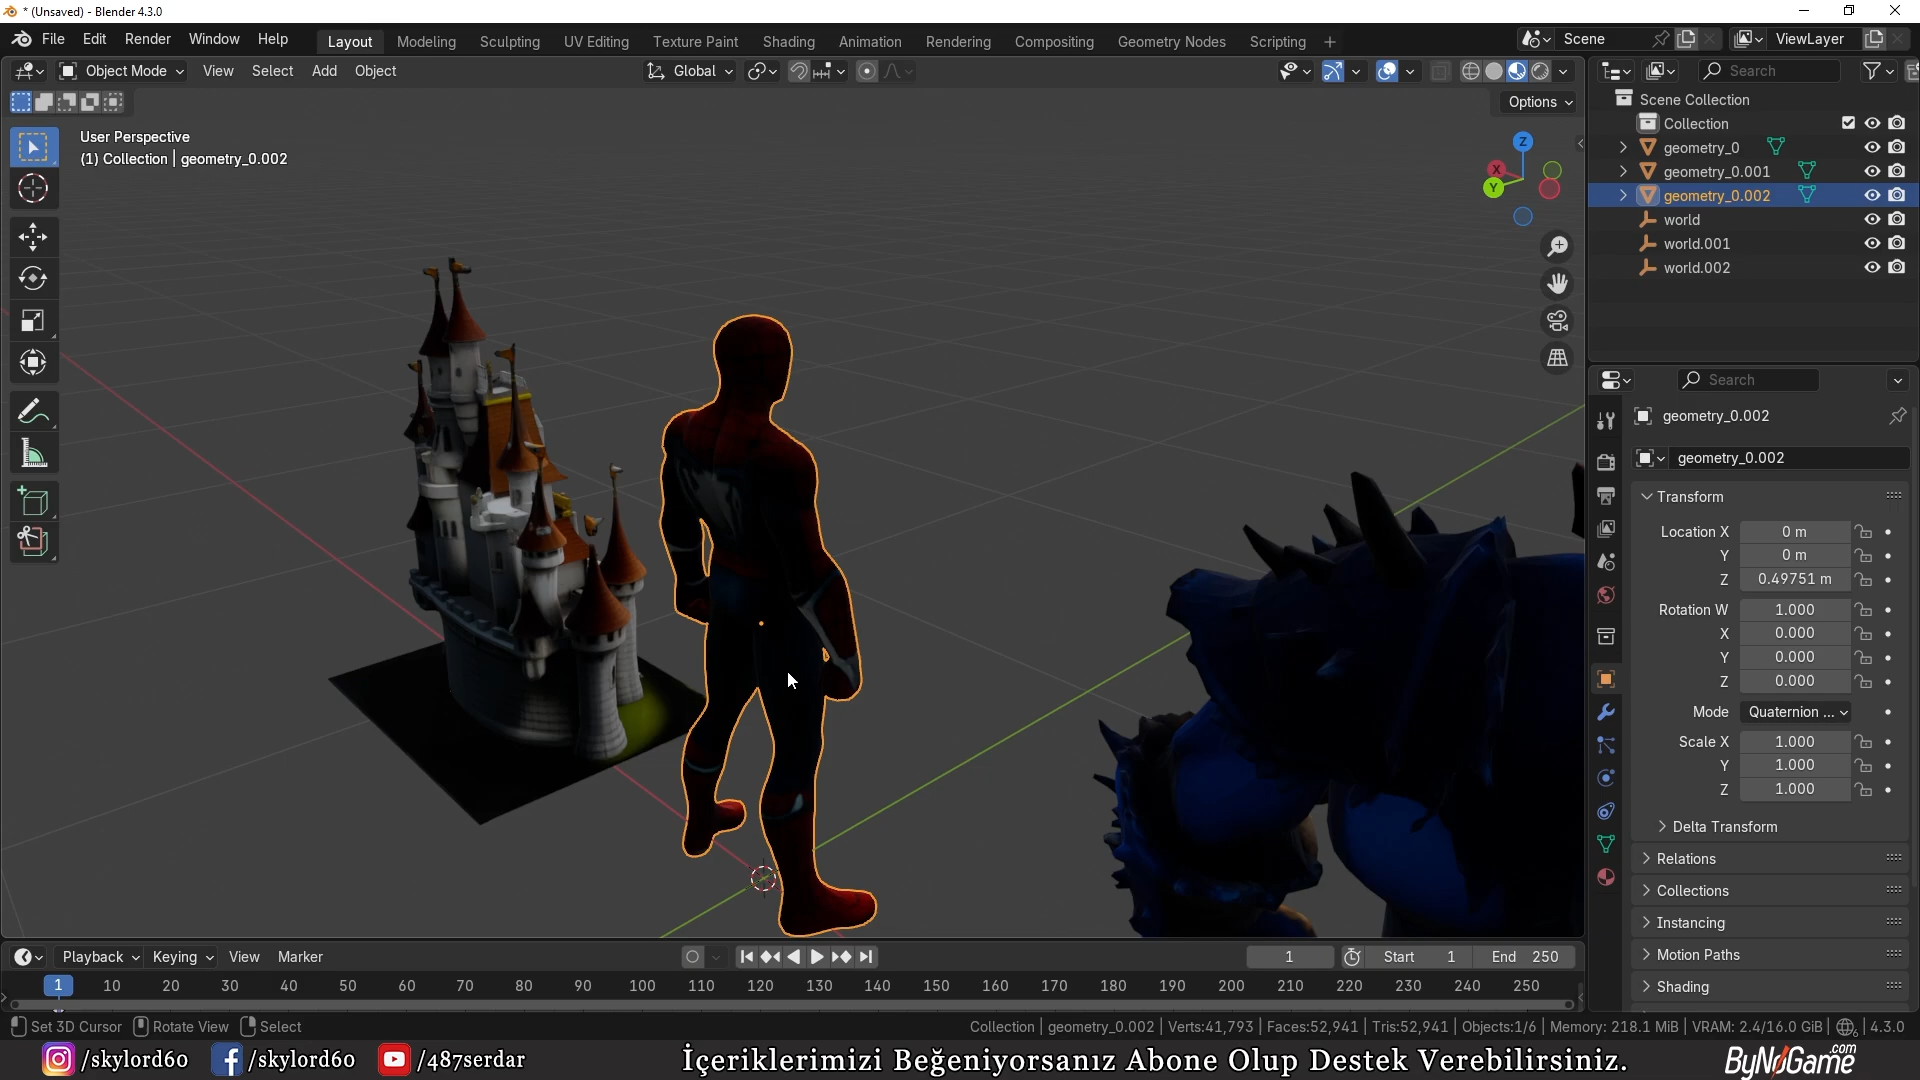 * (Unsaved) - Blender 4.3.0
File Edit Render Window Help Layout Modeling Sculpting UV Editing Texture Paint Shading Animation Rendering Compositing Geometry Nodes Scripting + Scene ViewLayer
Object Mode View Select Add Object Global Search
Options
User Perspective
(1) Collection | geometry_0.002
Z
X
Y
Scene Collection
Collection
geometry_0
geometry_0.001
geometry_0.002
world
world.001
world.002
Search
geometry_0.002
geometry_0.002
Transform
Location X 0 m
Y 0 m
Z 0.49751 m
Rotation W 1.000
X 0.000
Y 0.000
Z 0.000
Mode Quaternion ...
Scale X 1.000
Y 1.000
Z 1.000
Delta Transform
Relations
Collections
Instancing
Motion Paths
Shading
Playback Keying View Marker 1 Start 1 End 250
1 10 20 30 40 50 60 70 80 90 100 110 120 130 140 150 160 170 180 190 200 210 220 230 240 250
Set 3D Cursor Rotate View Select Collection | geometry_0.002 | Verts:41,793 | Faces:52,941 | Tris:52,941 | Objects:1/6 | Memory: 218.1 MiB | VRAM: 2.4/16.0 GiB | 4.3.0
/skylord60 /skylord60 /487serdar İçeriklerimizi Beğeniyorsanız Abone Olup Destek Verebilirsiniz. ByNoGame.com